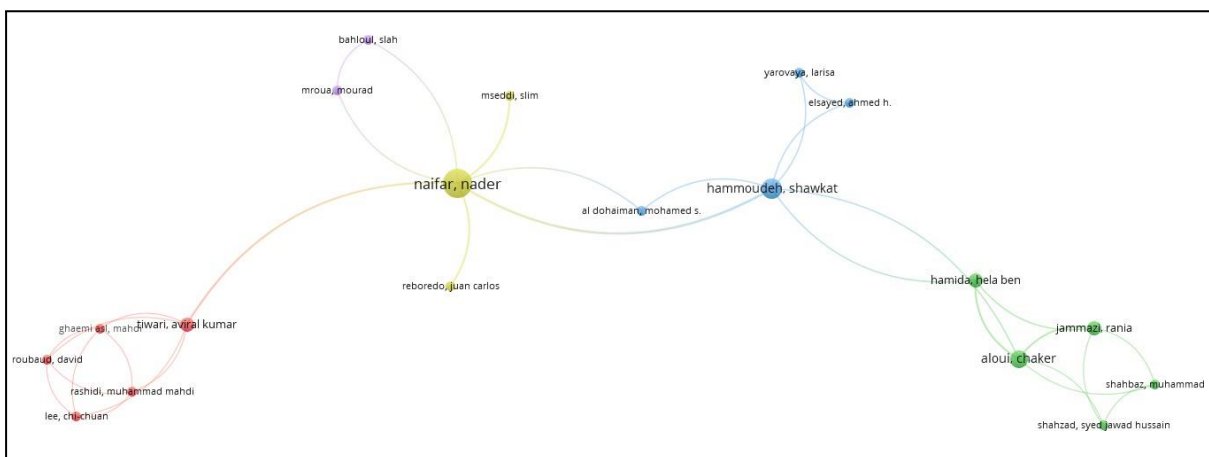 bahloul, slah
mroua, mourad
mseddi, slim
yarovaya, larisa
elsayed, ahmed h.
naifar, nader
hammoudeh, shawkat
al dohaiman, mohamed s.
reboredo, juan carlos
hamida, hela ben
ghaemi asl, mahdi
tiwari, aviral kumar
jammazi, rania
roubaud, david
aloui, chaker
rashidi, muhammad mahdi
shahbaz, muhammad
lee, chi-chuan
shahzad, syed jawad hussain